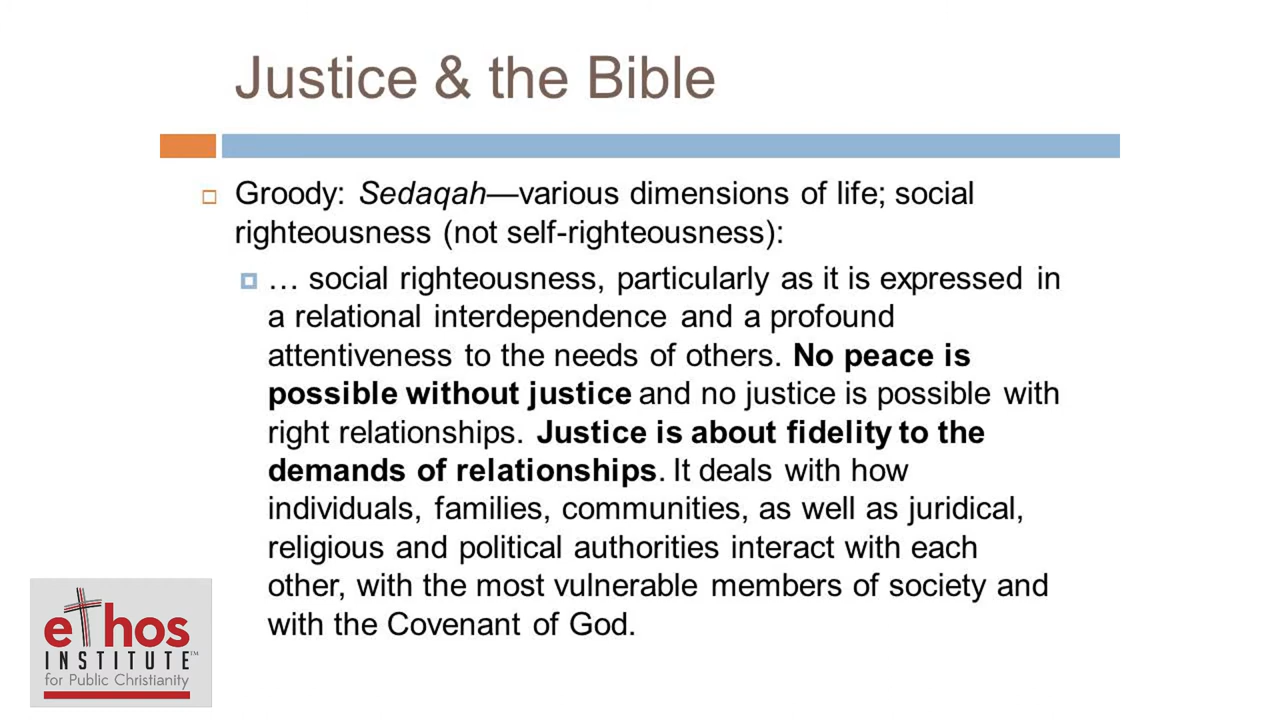 Justice & the Bible
Groody: Sedaqah—various dimensions of life; social
righteousness (not self-righteousness):
… social righteousness, particularly as it is expressed in
a relational interdependence and a profound
attentiveness to the needs of others. No peace is
possible without justice and no justice is possible with
right relationships. Justice is about fidelity to the
demands of relationships. It deals with how
individuals, families, communities, as well as juridical,
religious and political authorities interact with each
other, with the most vulnerable members of society and
with the Covenant of God.
ethos
INSTITUTE™
for Public Christianity